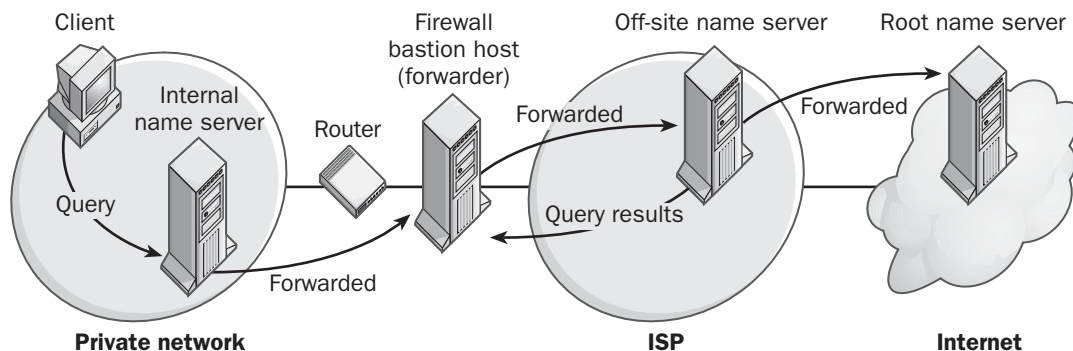 Client
Firewall
bastion host
(forwarder)
Off-site name server
Root name server
Internal
name server
Router
Forwarded
Forwarded
Query
Query results
Forwarded
Private network
ISP
Internet